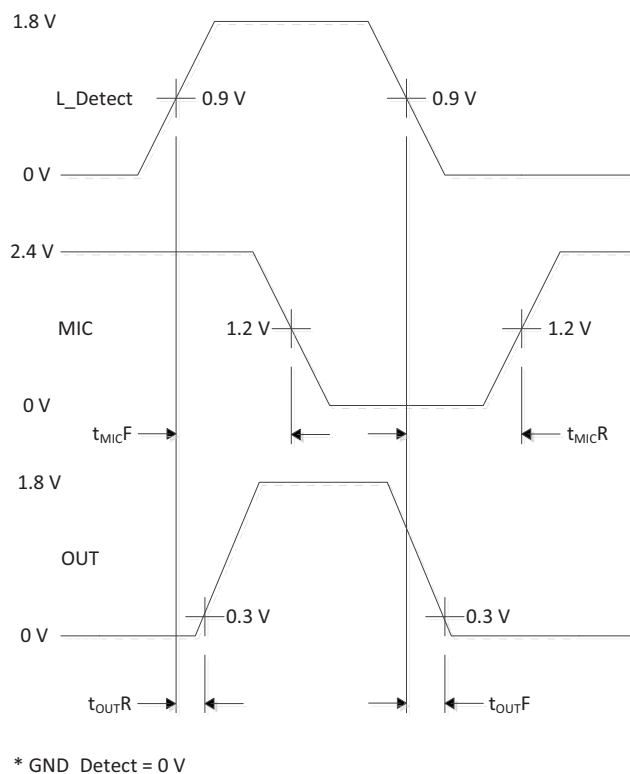 1.8 V
L_Detect
0.9 V
0.9 V
0 V
2.4 V
MIC
1.2 V
1.2 V
0 V
tMICF
tMICR
1.8 V
OUT
0.3 V
0.3 V
0 V
tOUTR
tOUTF
* GND Detect = 0 V